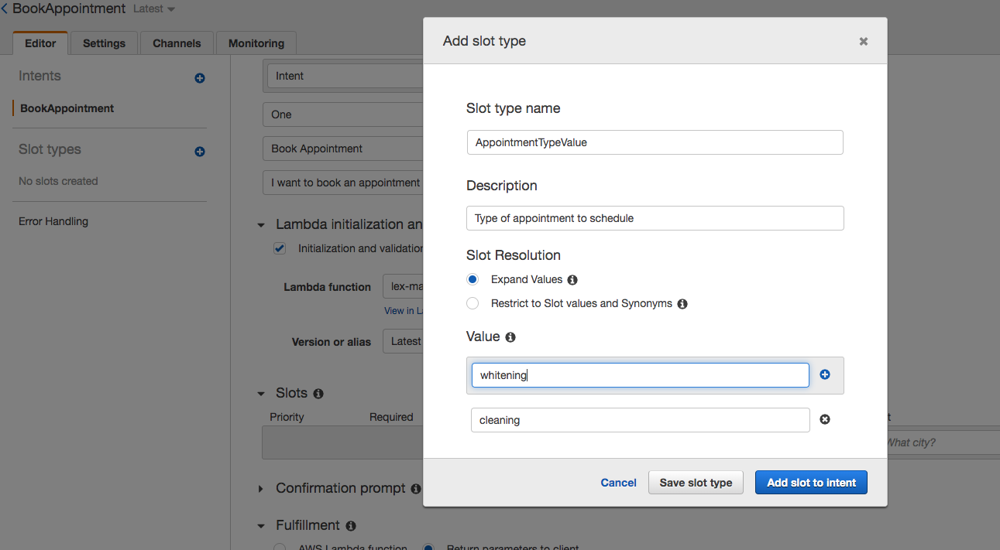 BookAppointment Latest
Editor Settings Channels Monitoring
Intents
BookAppointment
Slot types
No slots created
Error Handling
Intent
One
Book Appointment
I want to book an appointment
Lambda initialization an
Initialization and validation
Lambda function lex-ma
View in La
Version or alias Latest
Slots
Priority Required
What city?
Confirmation prompt
Fulfillment
AWS Lambda function Return parameters to client
Add slot type
Slot type name
AppointmentTypeValue
Description
Type of appointment to schedule
Slot Resolution
Expand Values
Restrict to Slot values and Synonyms
Value
whitening
cleaning
Cancel Save slot type Add slot to intent